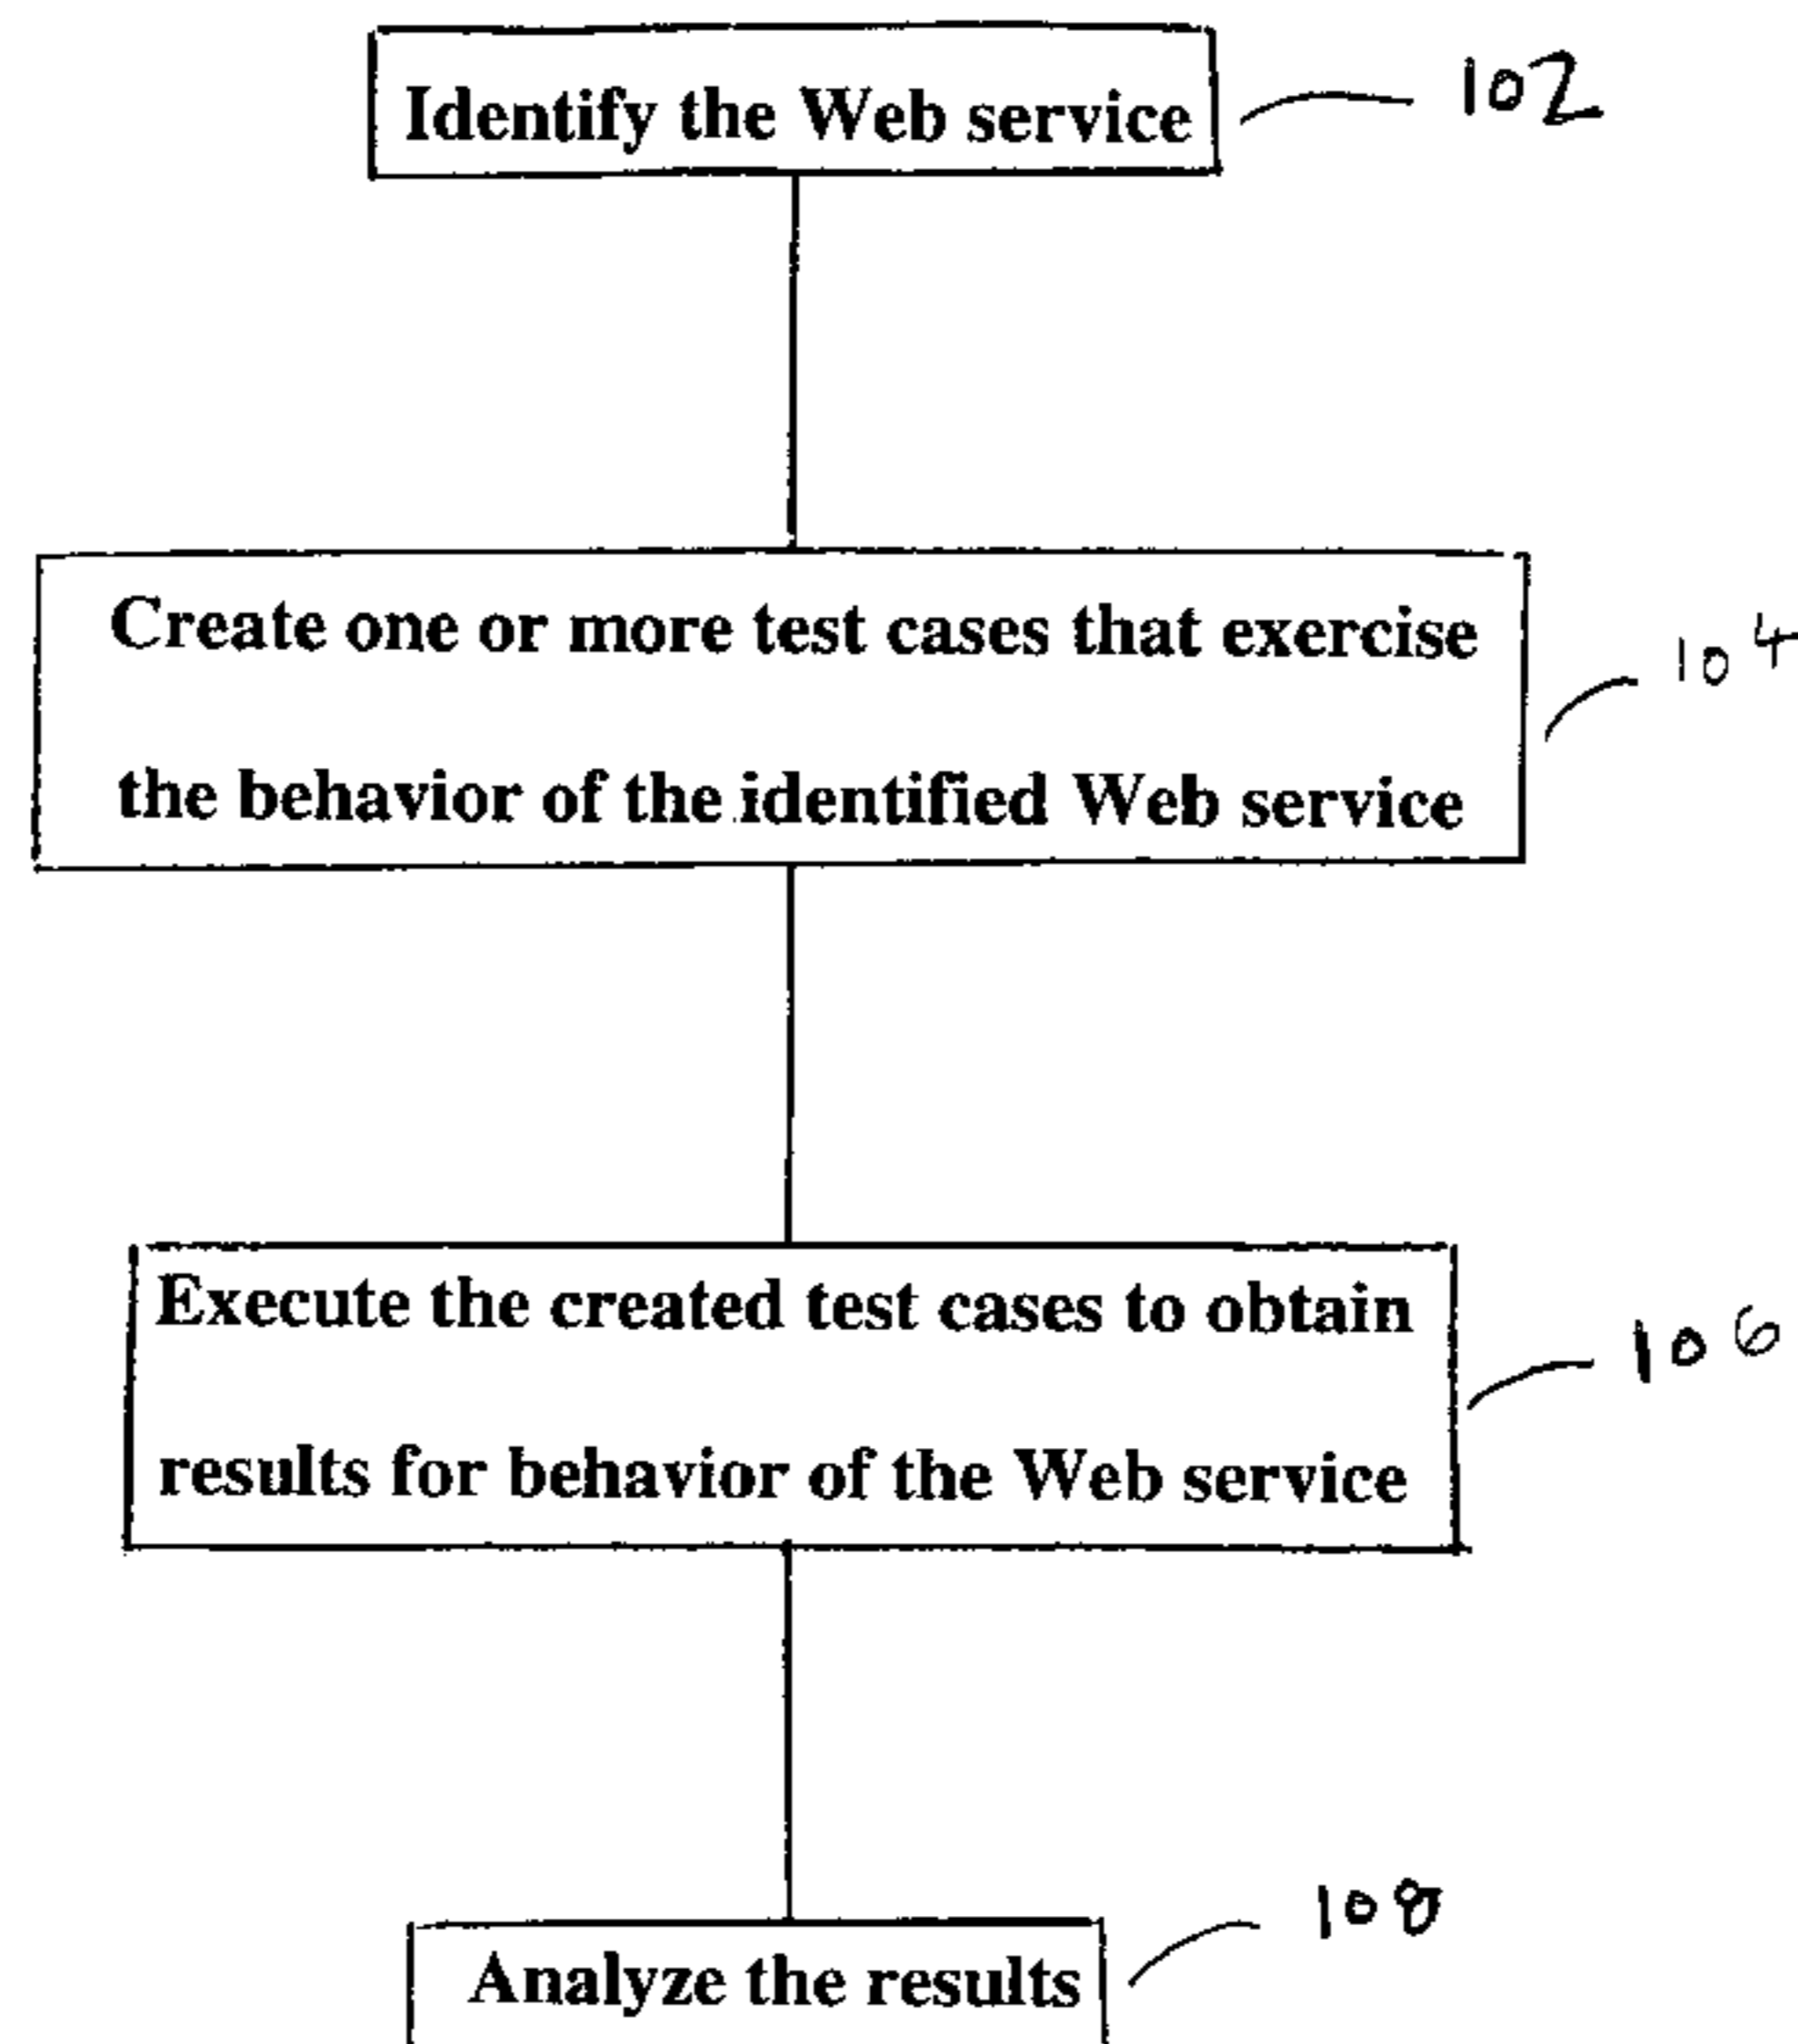 Identify the Web service
102
Create one or more test cases that exercise
the behavior of the identified Web service
104
Execute the created test cases to obtain
results for behavior of the Web service
106
Analyze the results
108